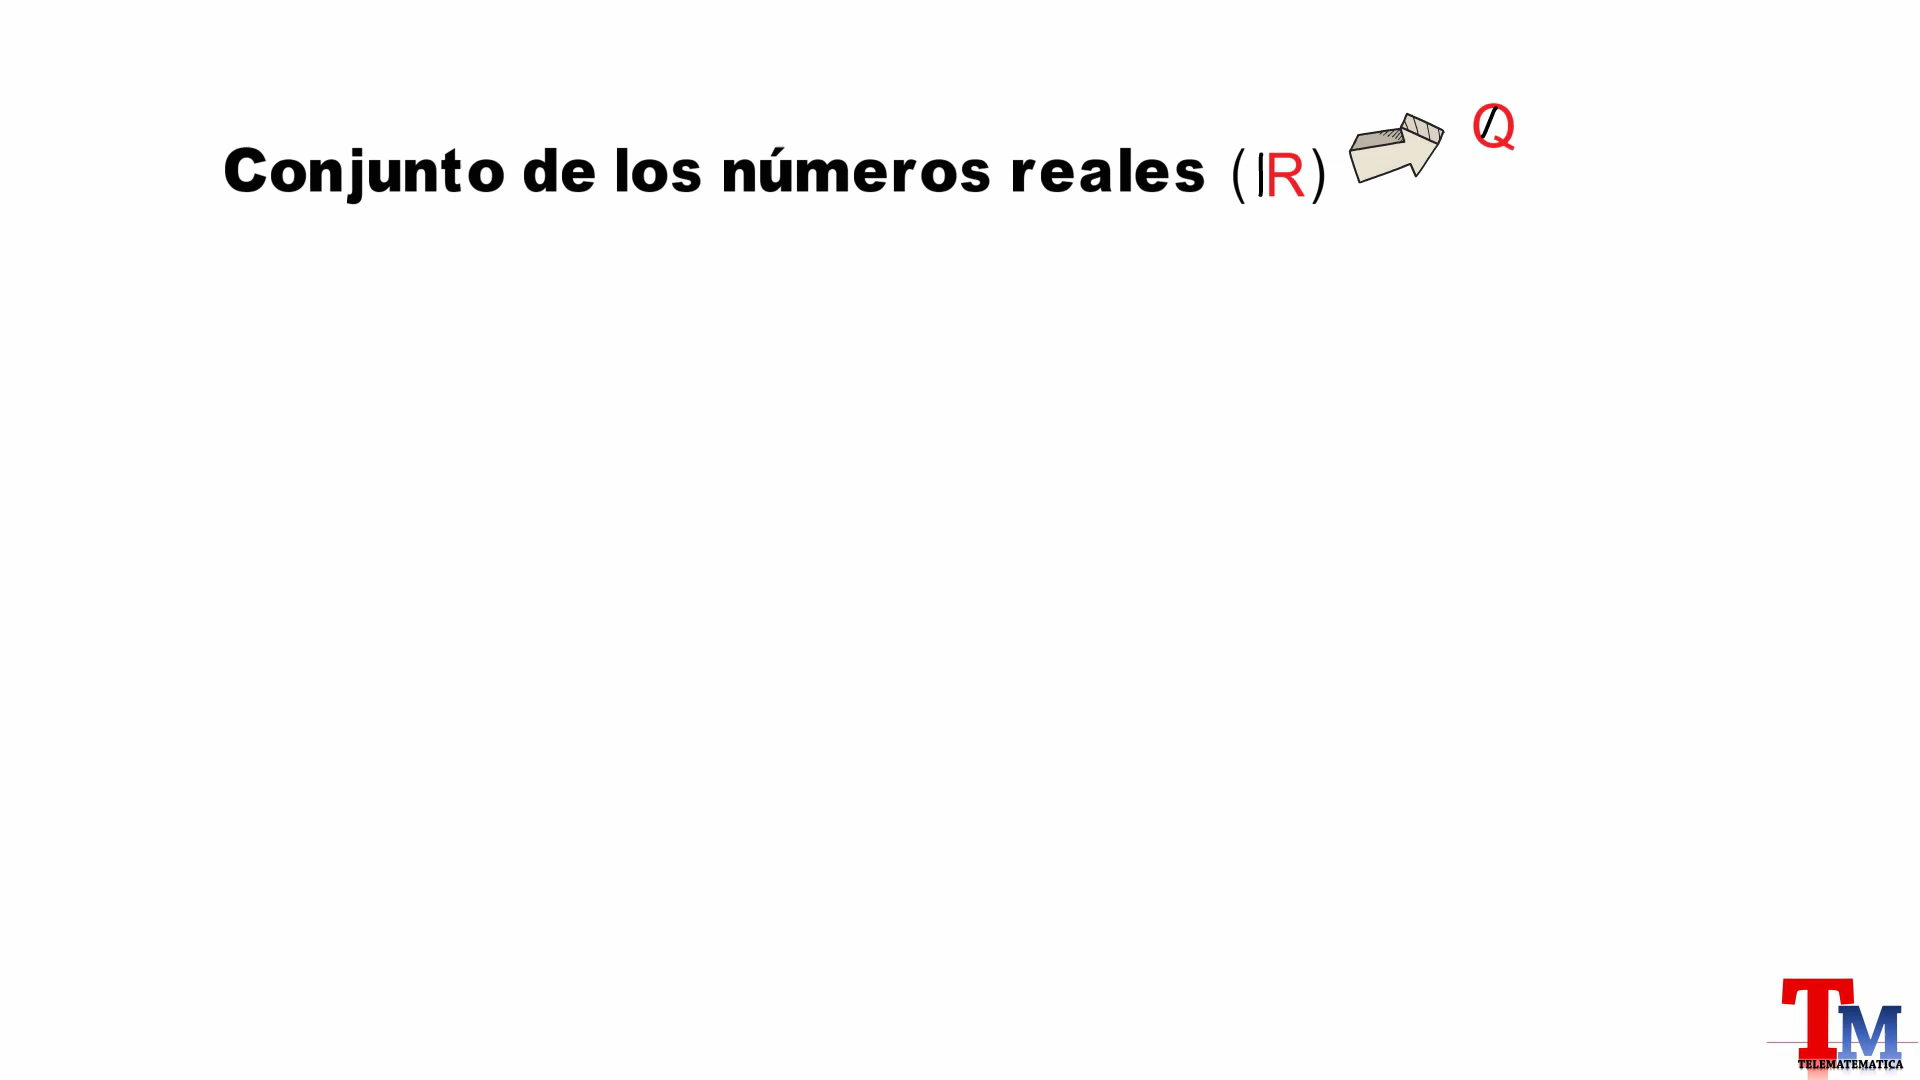 Conjunto de los números reales (ℝ) ℚ
TM
TELEMATEMATICA